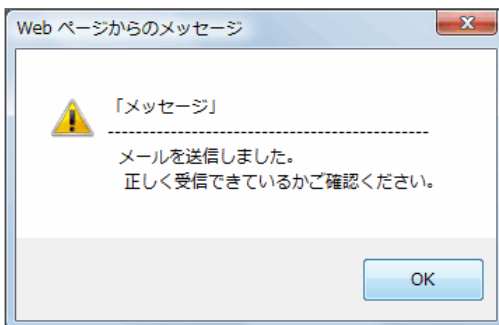 Web ページからのメッセージ
「メッセージ」
----------------------------------------------
メールを送信しました。
正しく受信できているかご確認ください。
OK